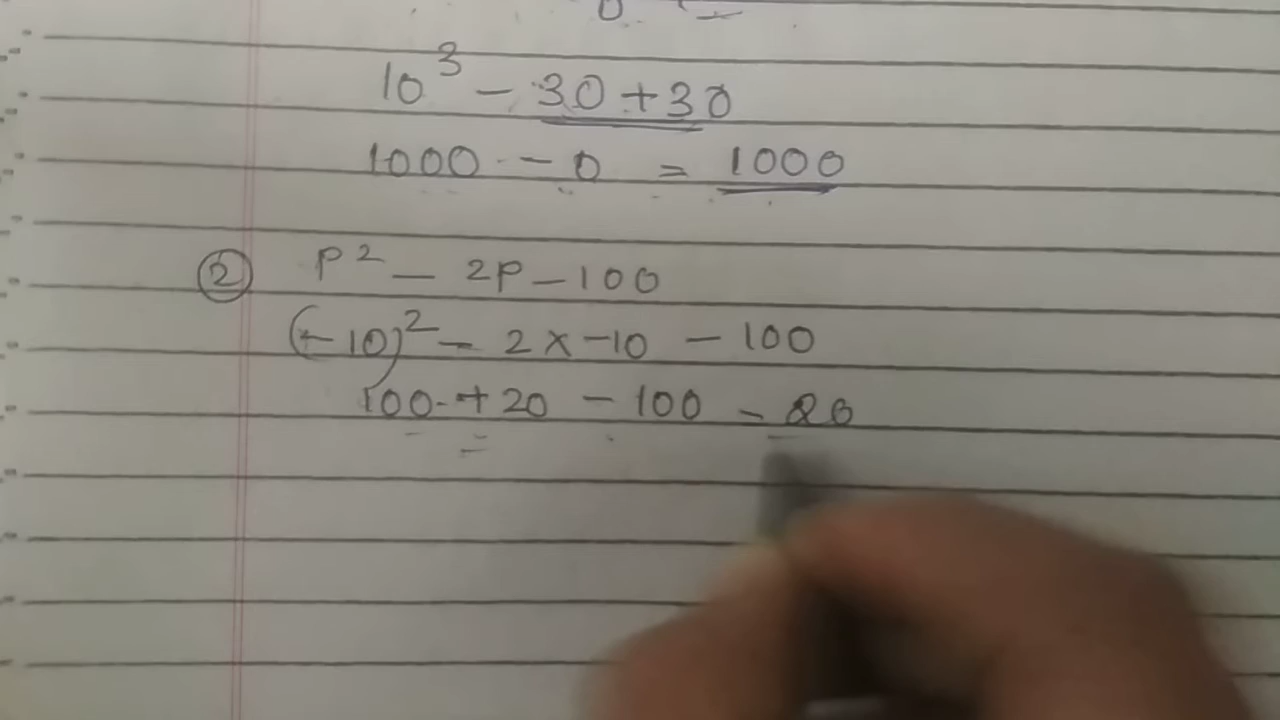 10³ - 30 + 30
1000 - 0 = 1000
② P² - 2P - 100
(-10)² - 2 x -10 - 100
100 + 20 - 100 - 20